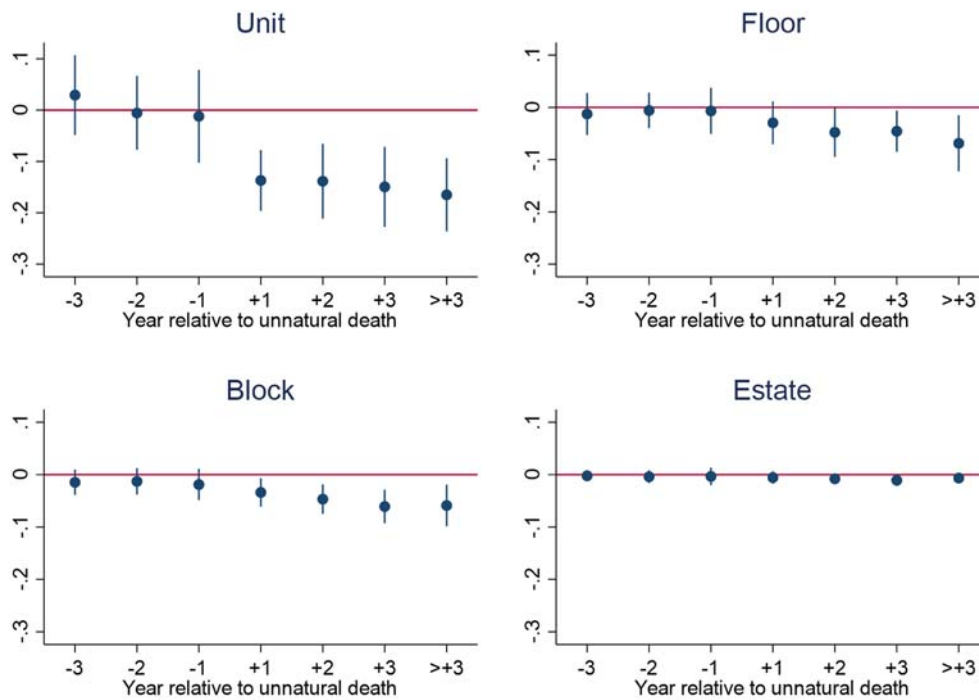 Unit
.1
0
-.1
-.2
-.3
-3 -2 -1 +1 +2 +3 >+3
Year relative to unnatural death
Floor
.1
0
-.1
-.2
-.3
-3 -2 -1 +1 +2 +3 >+3
Year relative to unnatural death
Block
.1
0
-.1
-.2
-.3
-3 -2 -1 +1 +2 +3 >+3
Year relative to unnatural death
Estate
.1
0
-.1
-.2
-.3
-3 -2 -1 +1 +2 +3 >+3
Year relative to unnatural death